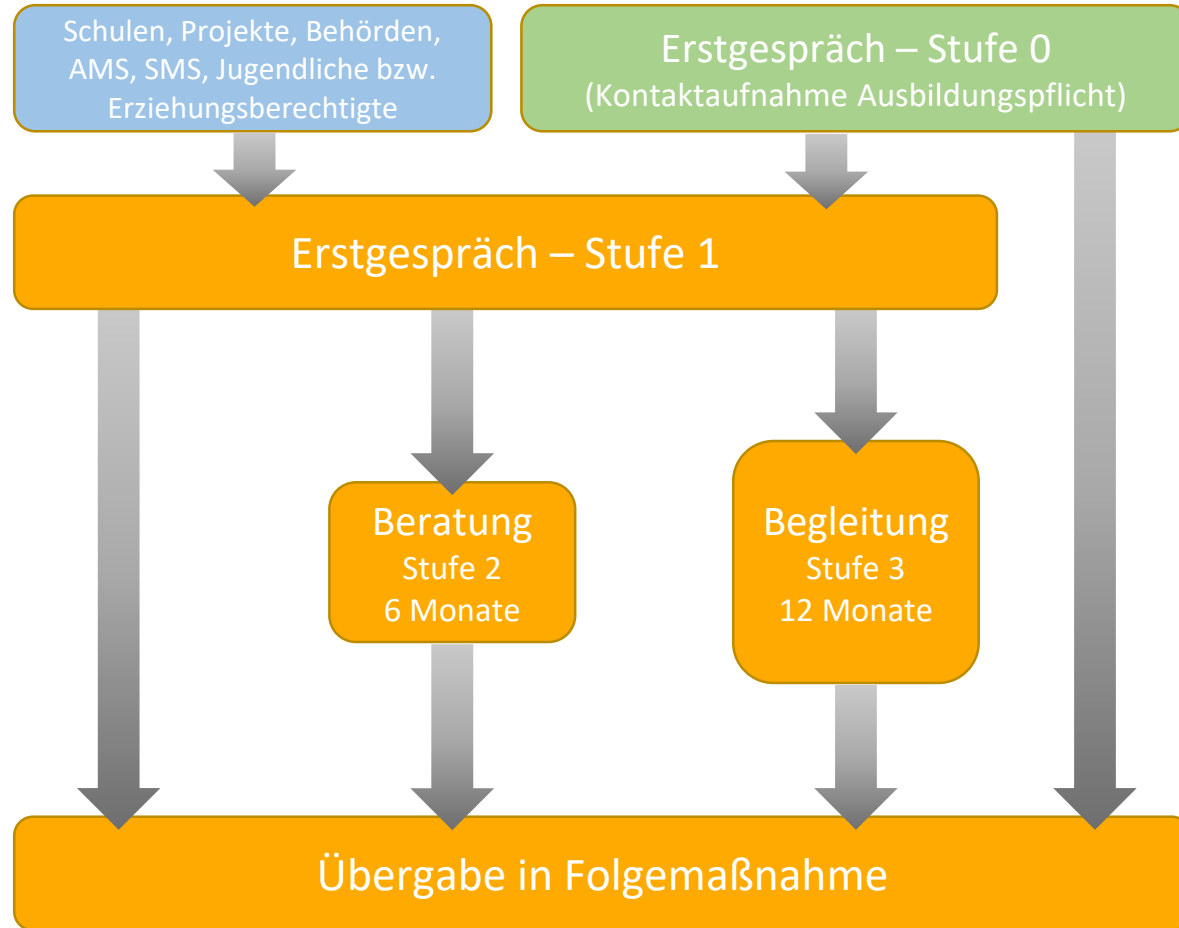 Schulen, Projekte, Behörden,
AMS, SMS, Jugendliche bzw.
Erziehungsberechtigte
Erstgespräch – Stufe 0
(Kontaktaufnahme Ausbildungspflicht)
Erstgespräch – Stufe 1
Beratung
Stufe 2
6 Monate
Begleitung
Stufe 3
12 Monate
Übergabe in Folgemaßnahme